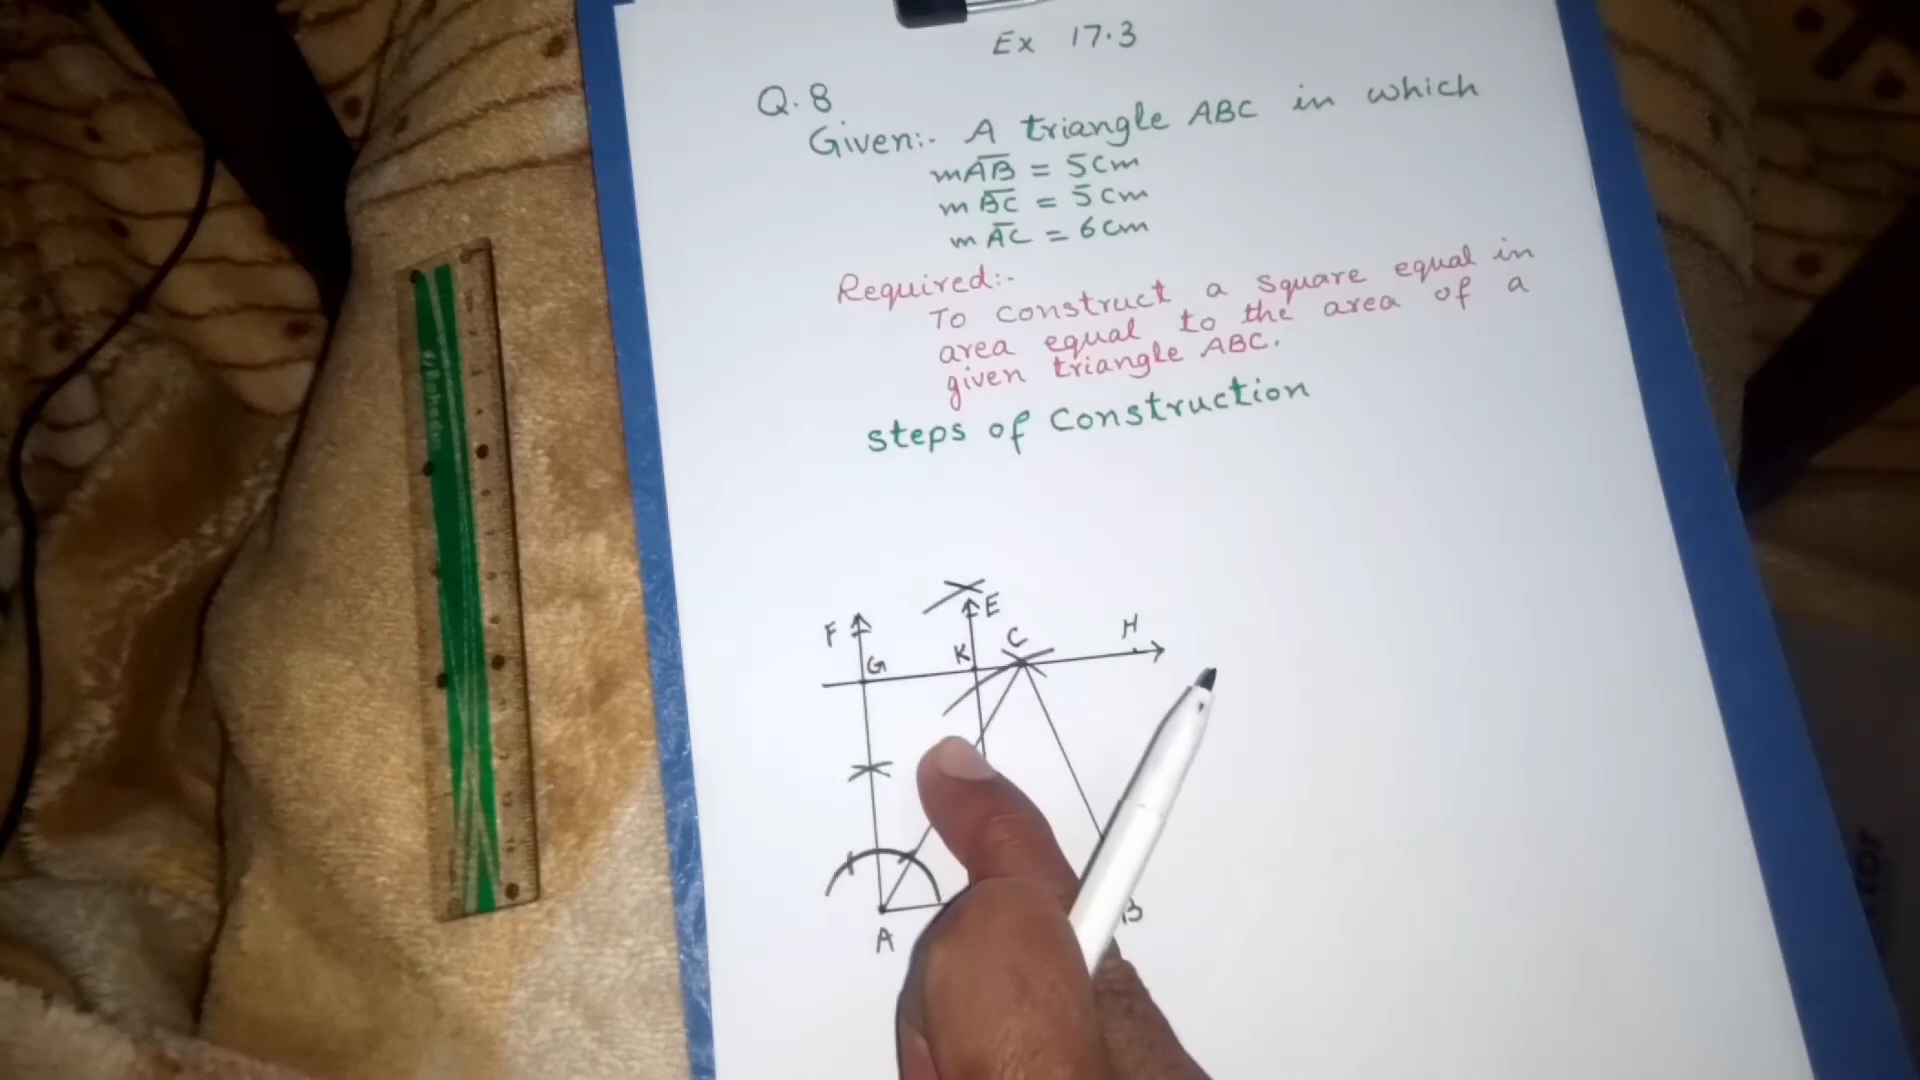 Ex 17.3
Q.8
Given:- A triangle ABC in which
mAB = 5cm
mBC = 5cm
mAC = 6cm
Required:-
To construct a square equal in
area equal to the area of a
given triangle ABC.
steps of Construction
F
E
G
K
C
H
A
B